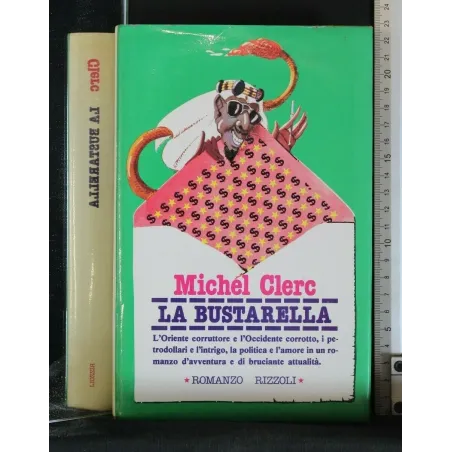 Clerc
LA BUSTARELLA
RIZZOLI
Michel Clerc
LA BUSTARELLA
L'Oriente corruttore e l'Occidente corrotto, i pe-
trodollari e l'intrigo, la politica e l'amore in un ro-
manzo d'avventura e di bruciante attualità.
★ROMANZO RIZZOLI★